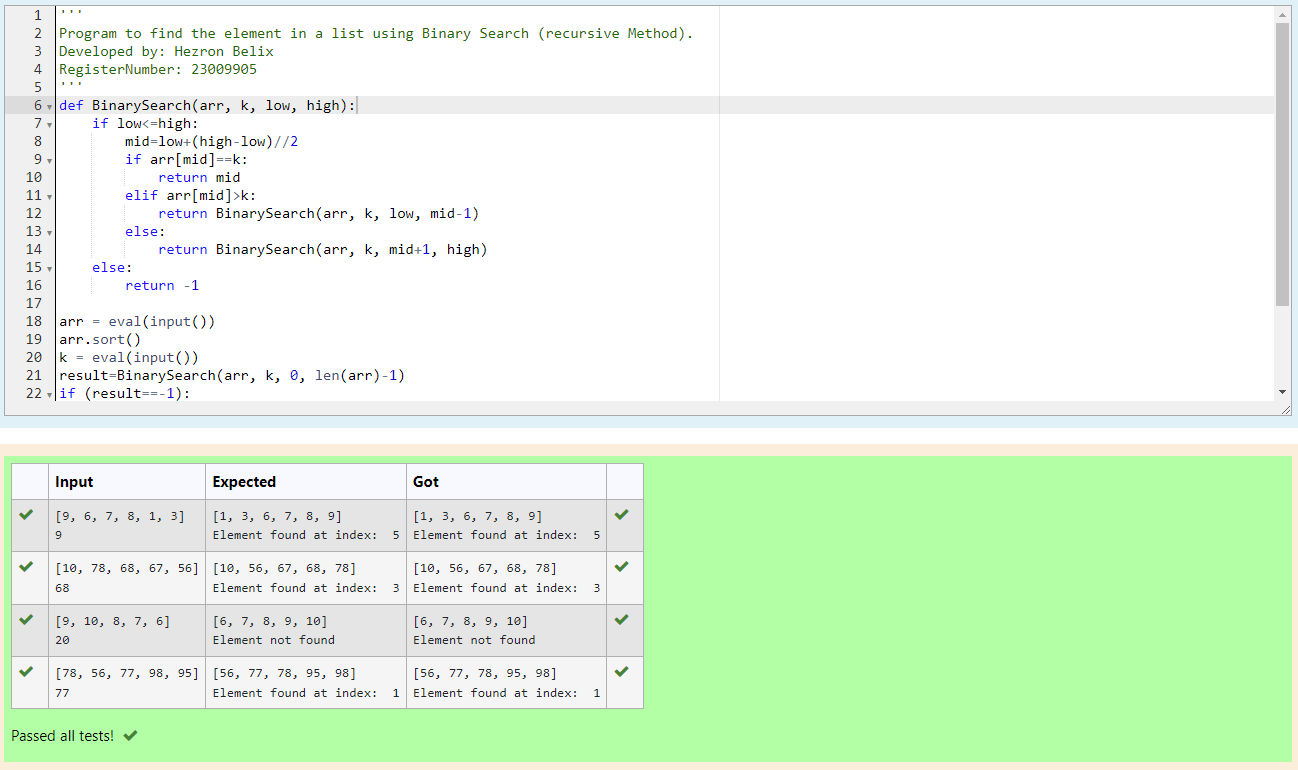 1 '''
2 Program to find the element in a list using Binary Search (recursive Method).
3 Developed by: Hezron Belix
4 RegisterNumber: 23009905
5 '''
6 def BinarySearch(arr, k, low, high):
7     if low<=high:
8         mid=low+(high-low)//2
9         if arr[mid]==k:
10             return mid
11         elif arr[mid]>k:
12             return BinarySearch(arr, k, low, mid-1)
13         else:
14             return BinarySearch(arr, k, mid+1, high)
15     else:
16         return -1
17
18 arr = eval(input())
19 arr.sort()
20 k = eval(input())
21 result=BinarySearch(arr, k, 0, len(arr)-1)
22 if (result==-1):
Input Expected Got
[9, 6, 7, 8, 1, 3] [1, 3, 6, 7, 8, 9] [1, 3, 6, 7, 8, 9]
9 Element found at index:  5 Element found at index:  5
[10, 78, 68, 67, 56] [10, 56, 67, 68, 78] [10, 56, 67, 68, 78]
68 Element found at index:  3 Element found at index:  3
[9, 10, 8, 7, 6] [6, 7, 8, 9, 10] [6, 7, 8, 9, 10]
20 Element not found Element not found
[78, 56, 77, 98, 95] [56, 77, 78, 95, 98] [56, 77, 78, 95, 98]
77 Element found at index:  1 Element found at index:  1
Passed all tests!